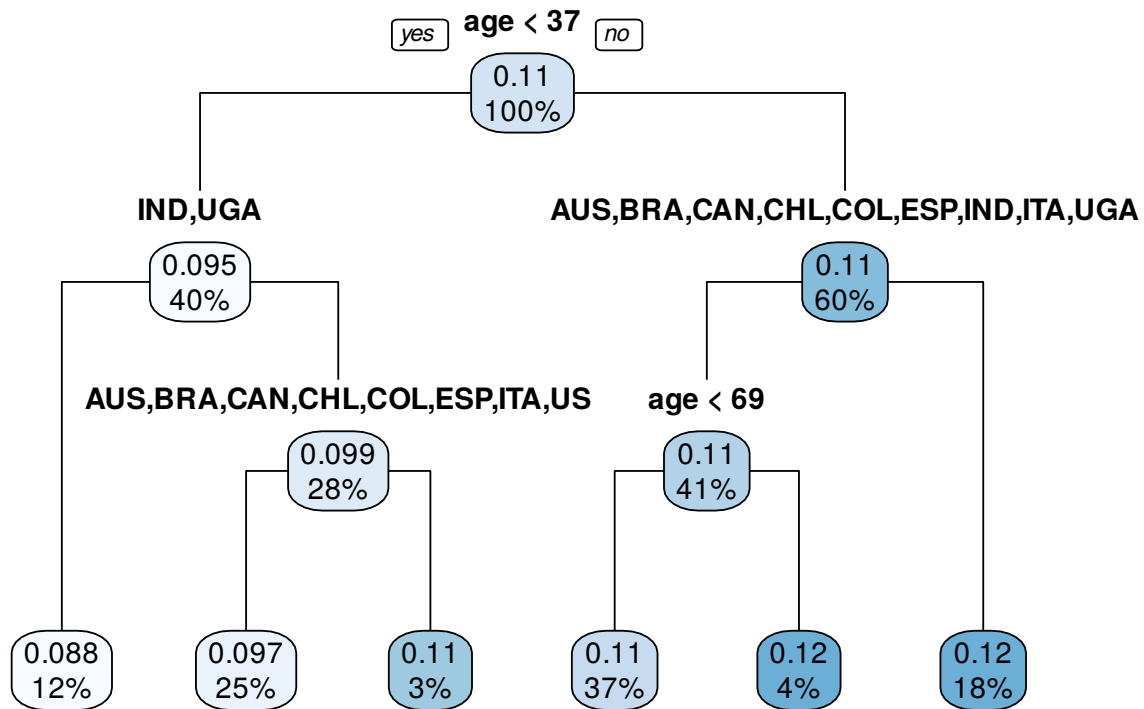 yes age < 37 no
0.11
100%
IND,UGA AUS,BRA,CAN,CHL,COL,ESP,IND,ITA,UGA
0.095 0.11
40% 60%
AUS,BRA,CAN,CHL,COL,ESP,ITA,US age < 69
0.099 0.11
28% 41%
0.088 0.097 0.11 0.11 0.12 0.12
12% 25% 3% 37% 4% 18%